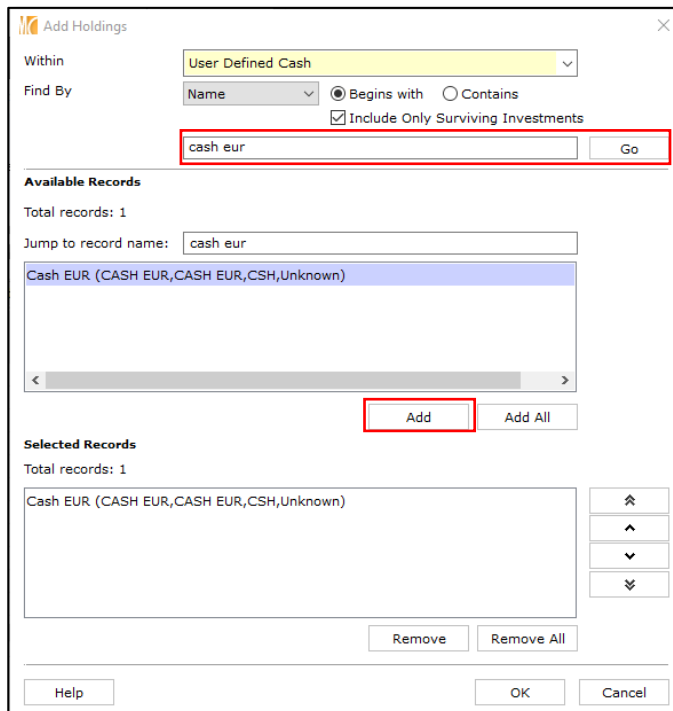 Add Holdings
Within User Defined Cash
Find By Name Begins with Contains
Include Only Surviving Investments
cash eur Go
Available Records
Total records: 1
Jump to record name: cash eur
Cash EUR (CASH EUR,CASH EUR,CSH,Unknown)
Add Add All
Selected Records
Total records: 1
Cash EUR (CASH EUR,CASH EUR,CSH,Unknown)
Remove Remove All
Help OK Cancel